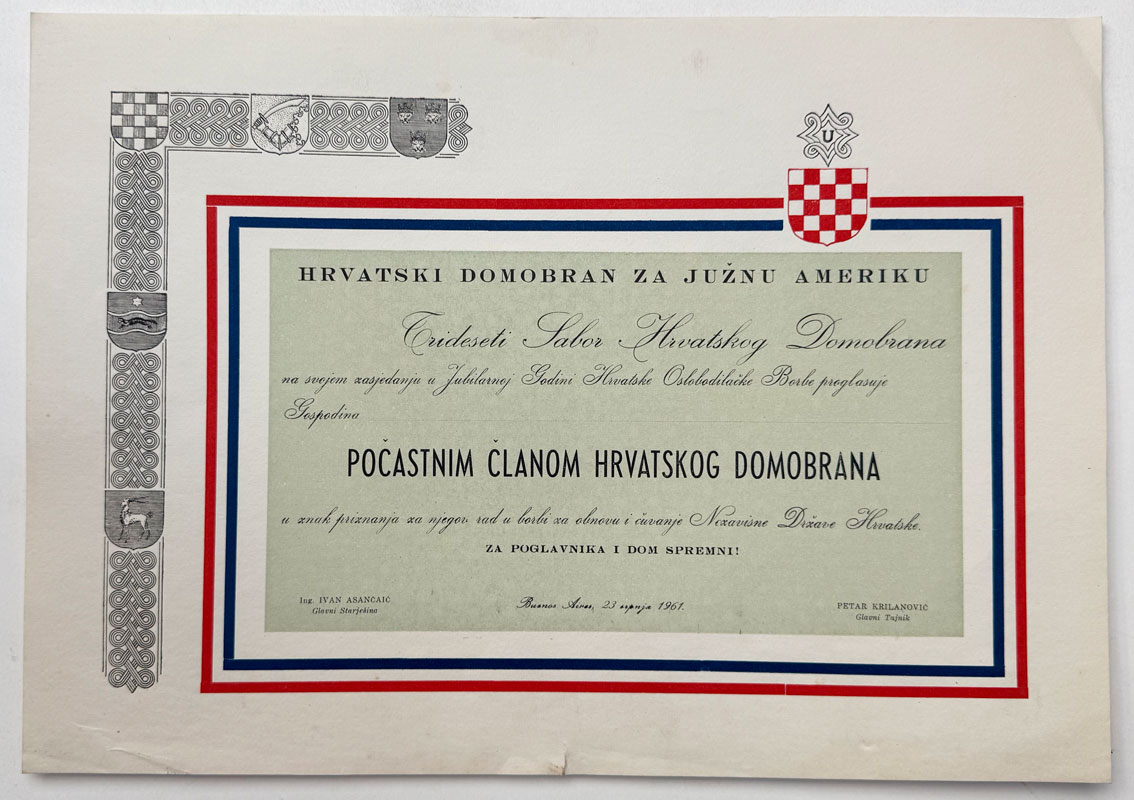 U
HRVATSKI DOMOBRAN ZA JUŽNU AMERIKU
Trideseti Sabor Hrvatskog Domobrana
na svojem zasjedanju u Jubilarnoj Godini Hrvatske Oslobodilačke Borbe proglasuje
Gospodina
POČASTNIM ČLANOM HRVATSKOG DOMOBRANA
u znak priznanja za njegov rad u borbi za obnovu i čuvanje Nezavisne Države Hrvatske.
ZA POGLAVNIKA I DOM SPREMNI!
Ing. IVAN ASANČAIĆ
Glavni Starješina
Buenos Aires, 23 srpnja 1961.
PETAR KRILANOVIĆ
Glavni Tajnik